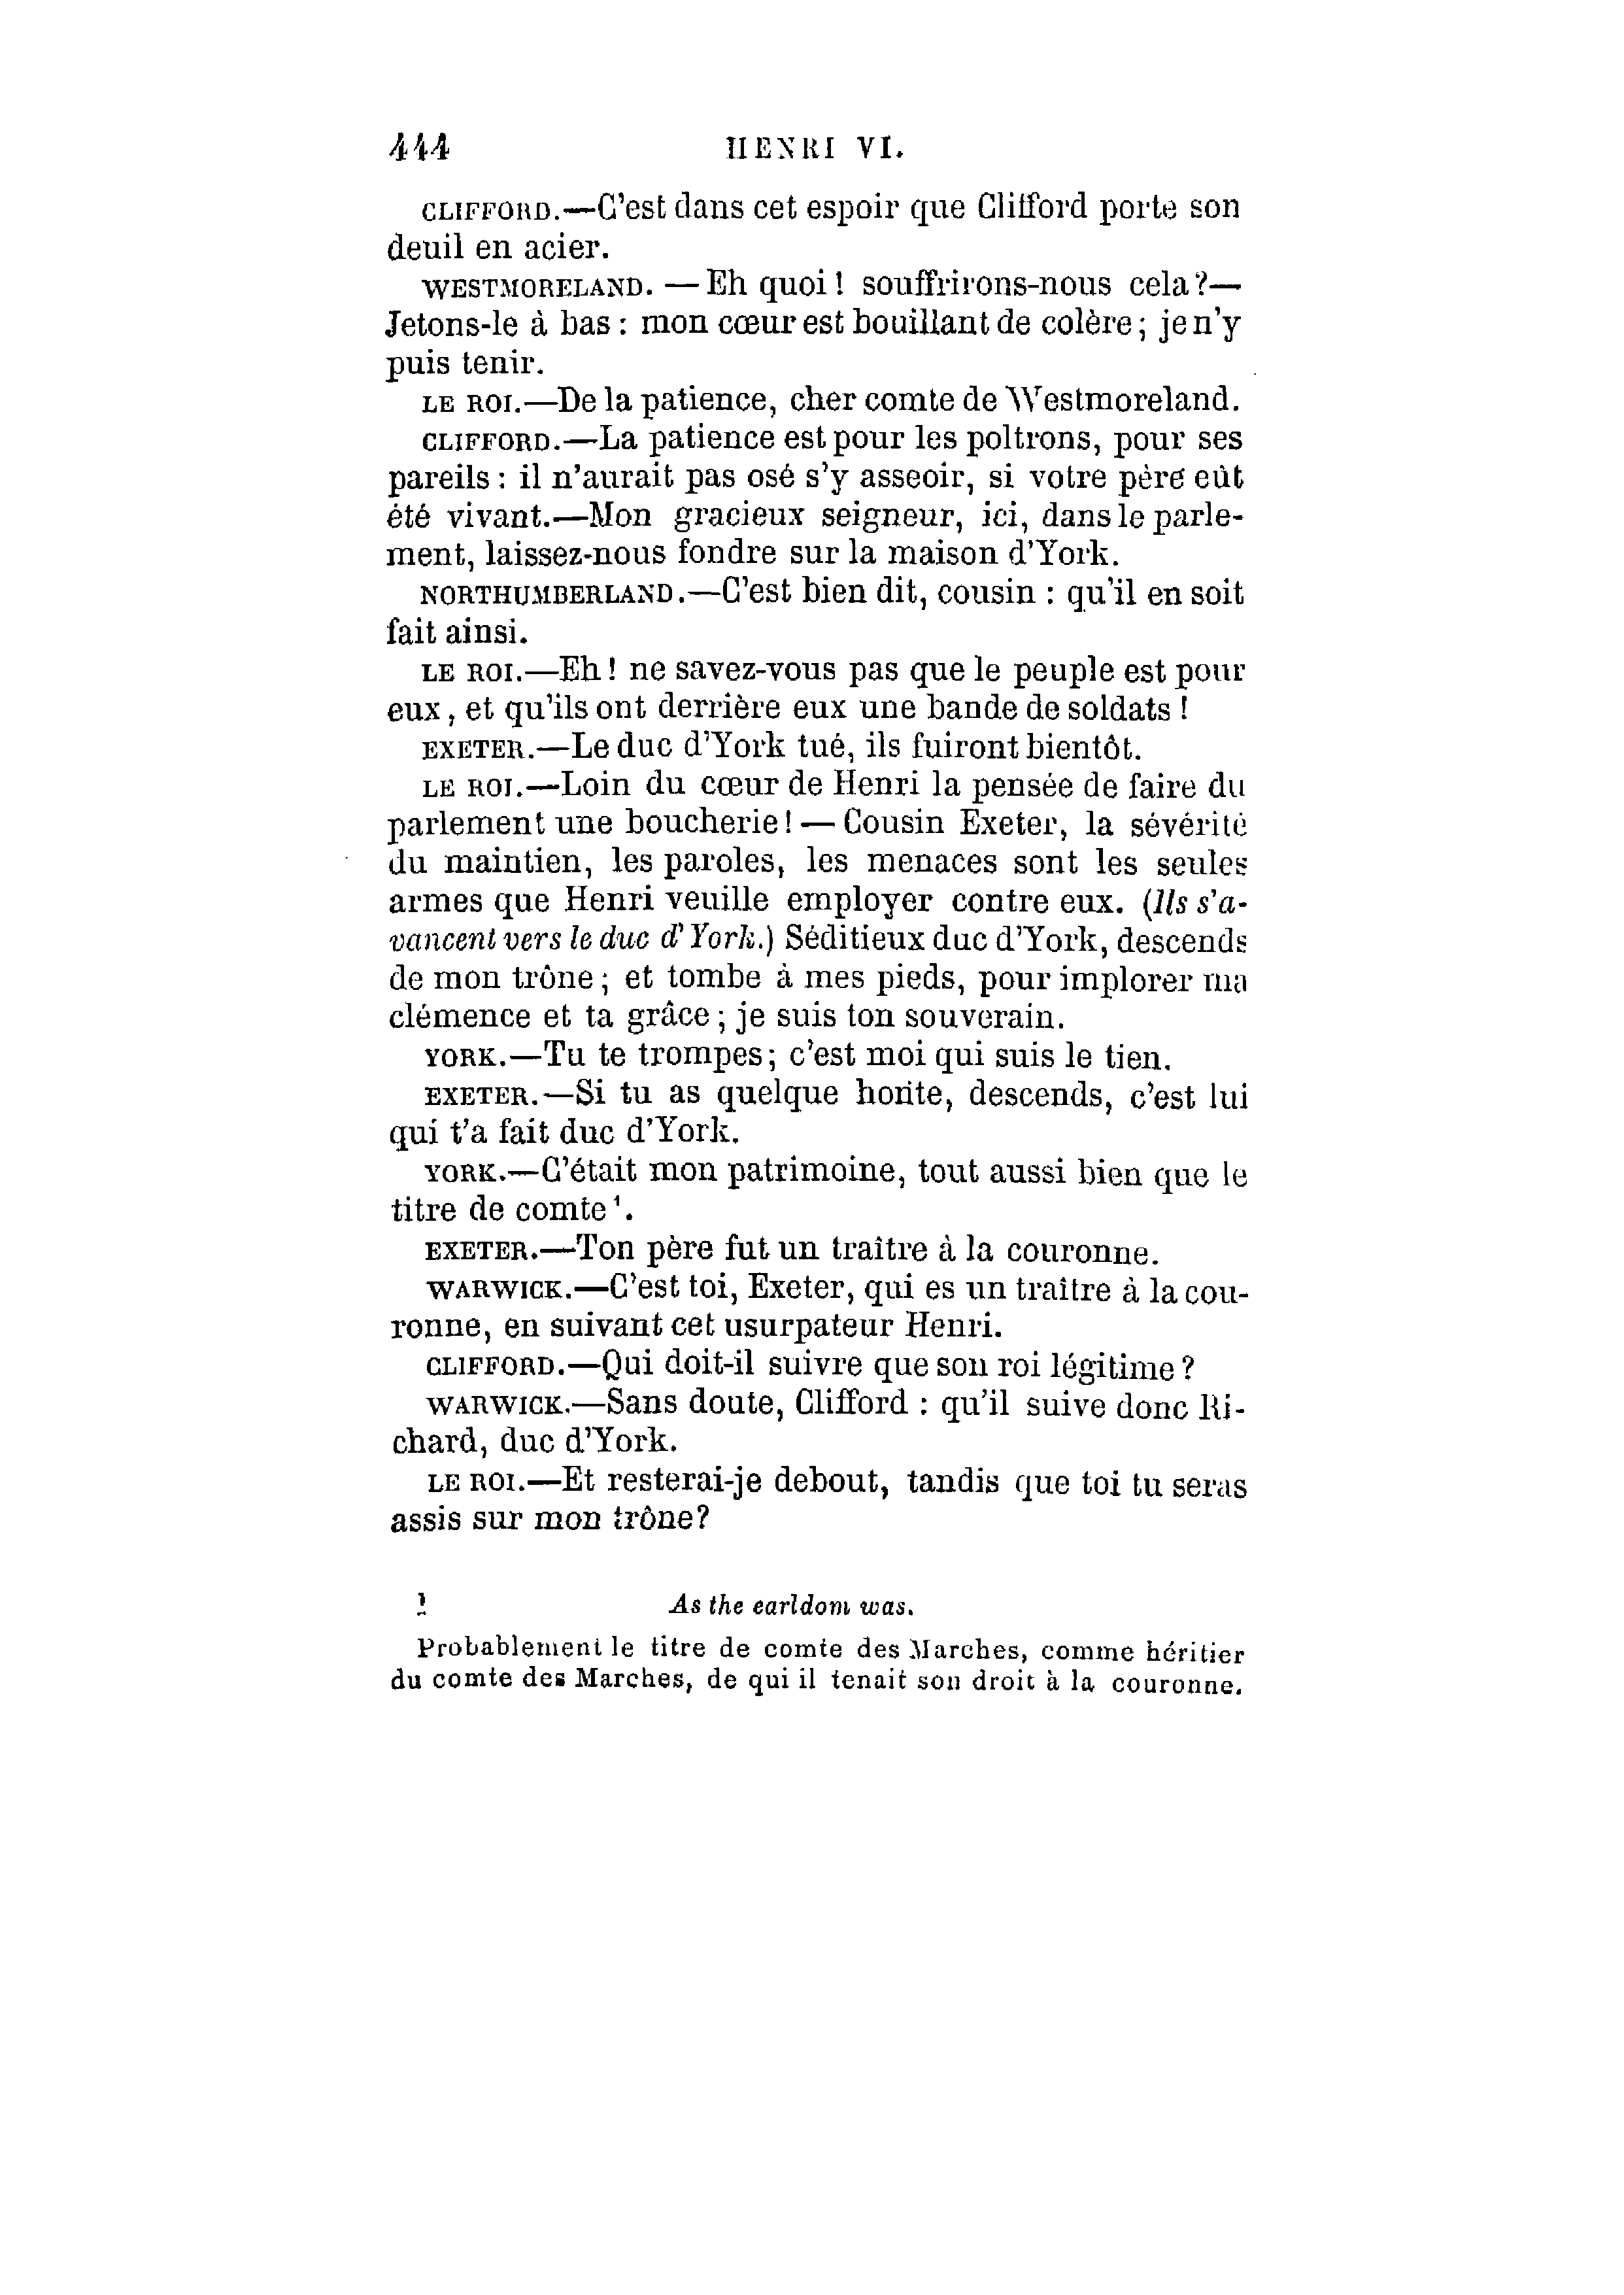 444 HENRI VI.
CLIFFORD.—C'est dans cet espoir que Clifford porte son
deuil en acier.
WESTMORELAND. — Eh quoi ! souffrirons-nous cela ?—
Jetons-le à bas : mon cœur est bouillant de colère ; je n'y
puis tenir.
LE ROI.—De la patience, cher comte de Westmoreland.
CLIFFORD.—La patience est pour les poltrons, pour ses
pareils : il n'aurait pas osé s'y asseoir, si votre père eût
été vivant.—Mon gracieux seigneur, ici, dans le parle-
ment, laissez-nous fondre sur la maison d'York.
NORTHUMBERLAND.—C'est bien dit, cousin : qu'il en soit
fait ainsi.
LE ROI.—Eh ! ne savez-vous pas que le peuple est pour
eux, et qu'ils ont derrière eux une bande de soldats !
EXETER.—Le duc d'York tué, ils fuiront bientôt.
LE ROI.—Loin du cœur de Henri la pensée de faire du
parlement une boucherie ! — Cousin Exeter, la sévérité
du maintien, les paroles, les menaces sont les seules
armes que Henri veuille employer contre eux. (Ils s'a-
vancent vers le duc d'York.) Séditieux duc d'York, descends
de mon trône ; et tombe à mes pieds, pour implorer ma
clémence et ta grâce ; je suis ton souverain.
YORK.—Tu te trompes ; c'est moi qui suis le tien.
EXETER.—Si tu as quelque honte, descends, c'est lui
qui t'a fait duc d'York.
YORK.—C'était mon patrimoine, tout aussi bien que le
titre de comte ¹.
EXETER.—Ton père fut un traître à la couronne.
WARWICK.—C'est toi, Exeter, qui es un traître à la cou-
ronne, en suivant cet usurpateur Henri.
CLIFFORD.—Qui doit-il suivre que son roi légitime ?
WARWICK.—Sans doute, Clifford : qu'il suive donc Ri-
chard, duc d'York.
LE ROI.—Et resterai-je debout, tandis que toi tu seras
assis sur mon trône ?
1 As the earldom was.
Probablement le titre de comte des Marches, comme héritier
du comte des Marches, de qui il tenait son droit à la couronne.